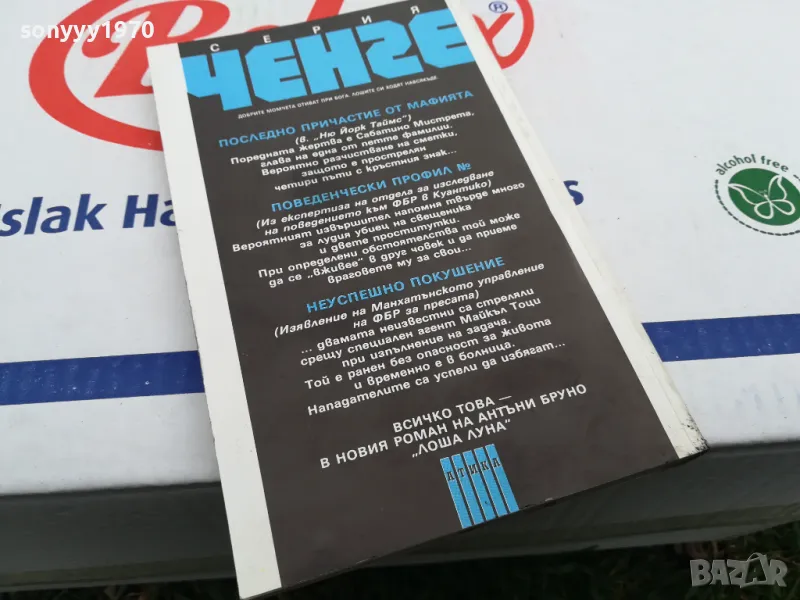 sonyyy1970
СЕРИЯ
ЧЕНГЕ
ДОБРИТЕ МОМЧЕТА ОТИВАТ ПРИ БОГА, ЛОШИТЕ СИ ХОДЯТ НАВСЯКЪДЕ.
ПОСЛЕДНО ПРИЧАСТИЕ ОТ МАФИЯТА
(в. „Ню Йорк Таймс“)
Поредната жертва е Сабатино Мистрета,
глава на една от петте фамилии.
Вероятно разчистване на сметки,
защото е прострелян
четири пъти с кръстния знак...
ПОВЕДЕНЧЕСКИ ПРОФИЛ №
(Из експертиза на отдела за изследване
на поведението към ФБР в Куантико)
Вероятният извършител напомня твърде много
за лудия убиец на свещеника
и двете проститутки.
При определени обстоятелства той може
да се „вживее“ в друг човек и да приеме
враговете му за свои...
НЕУСПЕШНО ПОКУШЕНИЕ
(Изявление на Манхатънското управление
на ФБР за пресата)
... двамата неизвестни са стреляли
срещу специален агент Майкъл Тоци
при изпълнение на задача.
Той е ранен без опасност за живота
и временно е в болница.
Нападателите са успели да избягат...
ВСИЧКО ТОВА —
В НОВИЯ РОМАН НА АНТЪНИ БРУНО
„ЛОША ЛУНА“
АТИКА
Islak Ha
s
alcohol free
BAZAR